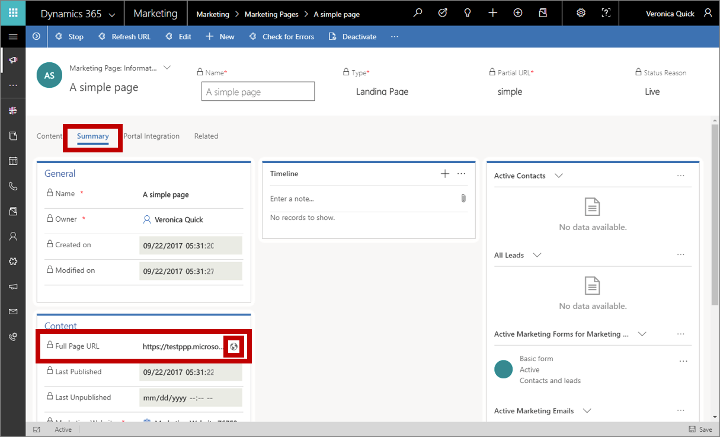 Dynamics 365
Marketing
Marketing > Marketing Pages > A simple page
Veronica Quick
Stop
Refresh URL
Edit
New
Check for Errors
Deactivate
AS
Marketing Page: Informat...
A simple page
Name*
A simple page
Type*
Landing Page
Partial URL*
simple
Status Reason
Live
Content
Summary
Portal Integration
Related
General
Name *
A simple page
Owner *
Veronica Quick
Created on
09/22/2017 05:31:20
Modified on
09/22/2017 05:31:27
Content
Full Page URL
https://testppp.microso...
Last Published
09/22/2017 05:31:22
Last Unpublished
mm/dd/yyyy --:-- --
Timeline
Enter a note...
No records to show.
Active Contacts
No data available.
All Leads
No data available.
Active Marketing Forms for Marketing ...
Basic form
Active
Contacts and leads
Active Marketing Emails
Active
Save